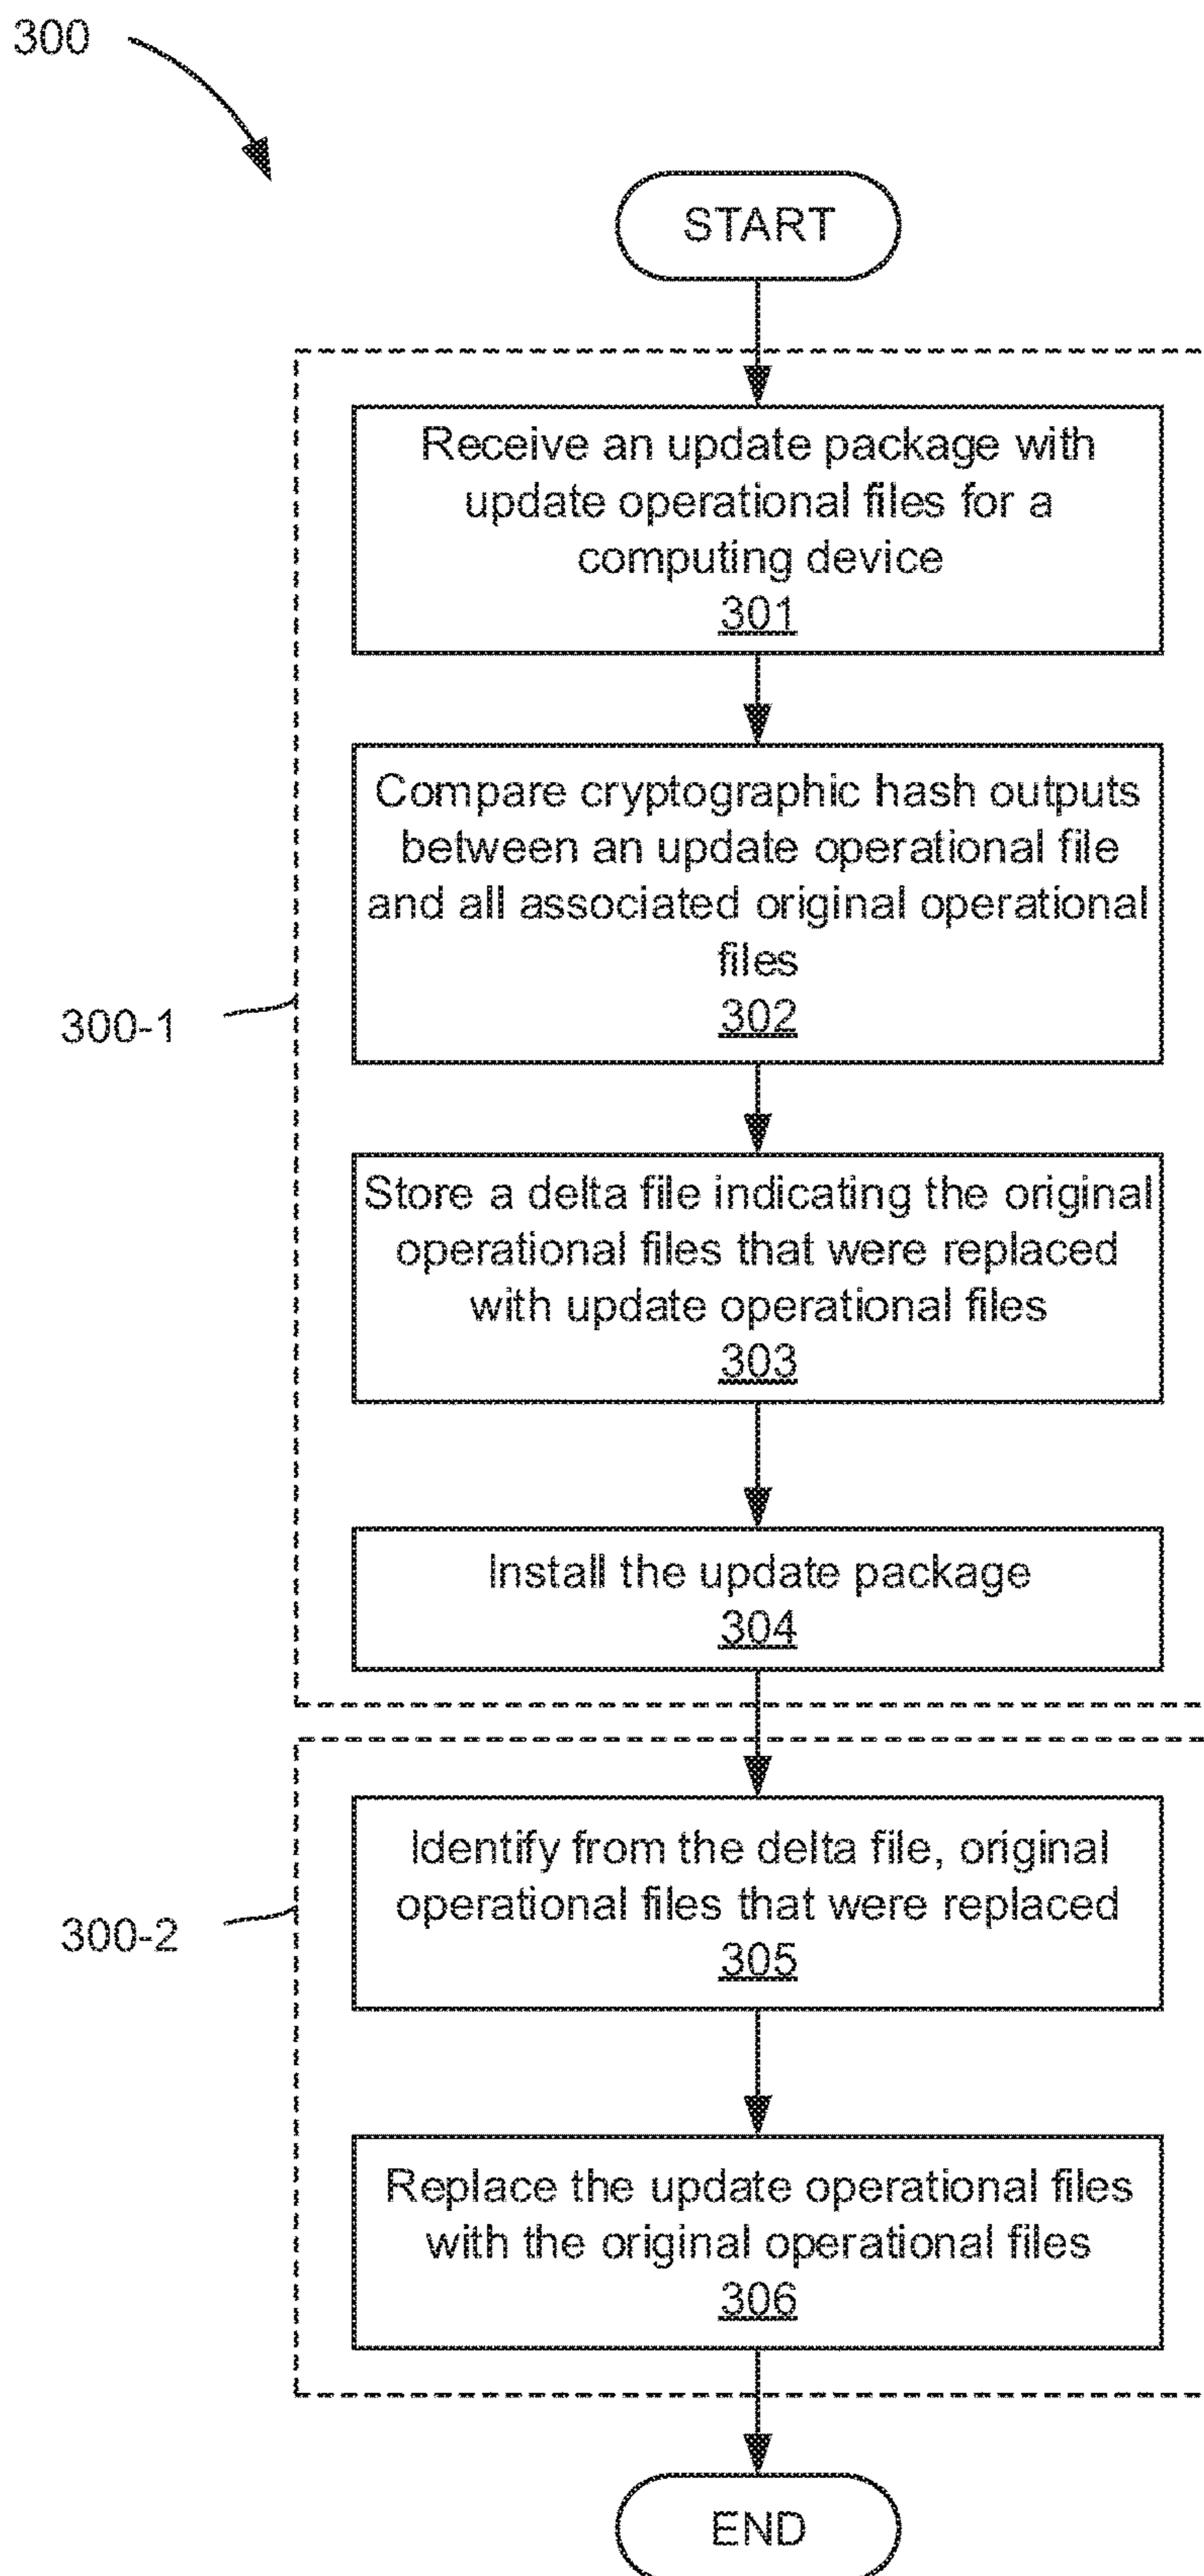 300
START
Receive an update package with
update operational files for a
computing device
301
Compare cryptographic hash outputs
between an update operational file
and all associated original operational
files
302
300-1
Store a delta file indicating the original
operational files that were replaced
with update operational files
303
Install the update package
304
Identify from the delta file, original
operational files that were replaced
305
300-2
Replace the update operational files
with the original operational files
306
END